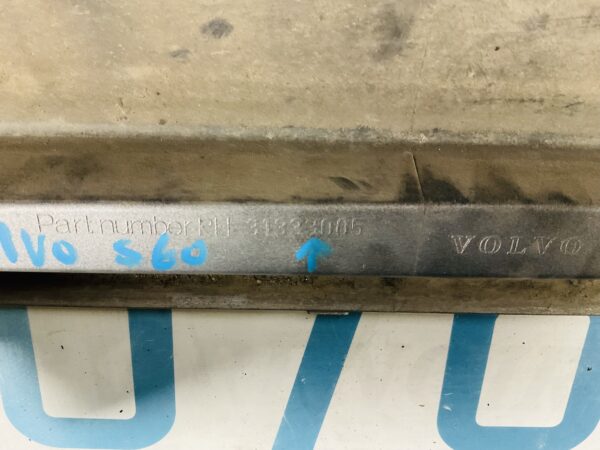 Part number RH-31323005
lvo S60
VOLVO